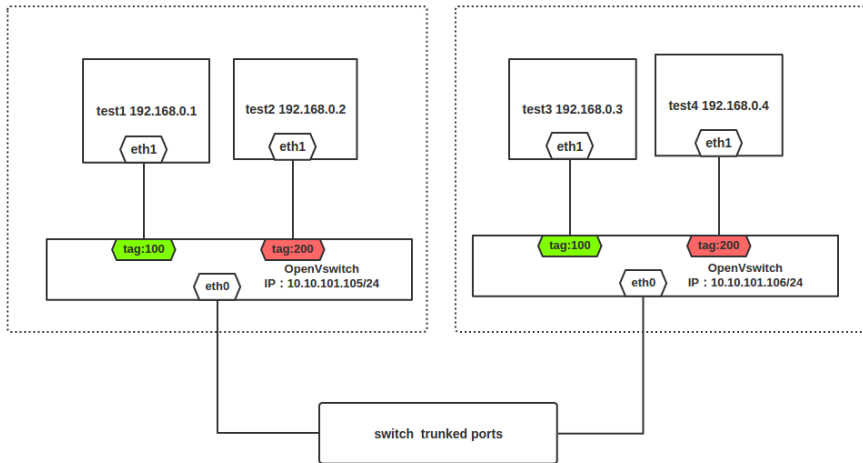 test1 192.168.0.1
eth1
test2 192.168.0.2
eth1
tag:100
tag:200
OpenVswitch
IP：10.10.101.105/24
eth0
test3 192.168.0.3
eth1
test4 192.168.0.4
eth1
tag:100
tag:200
OpenVswitch
IP：10.10.101.106/24
eth0
switch trunked ports